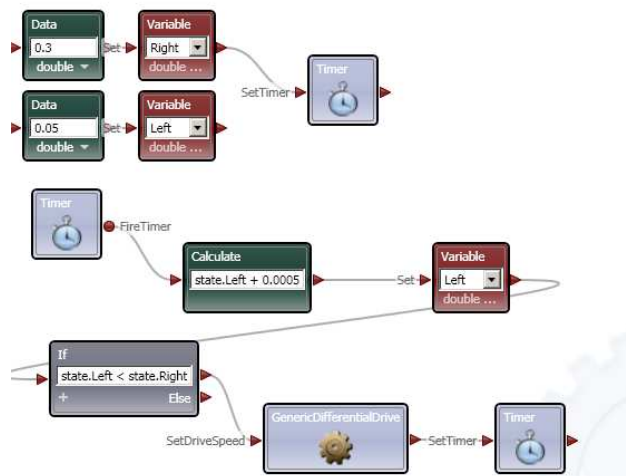 Data
Variable
0.3
Set
Right
Timer
double
double ...
SetTimer
Data
Variable
0.05
Set
Left
double
double ...
Timer
FireTimer
Calculate
Variable
state.Left + 0.0005
Set
Left
double ...
If
state.Left < state.Right
+ Else
GenericDifferentialDrive
Timer
SetDriveSpeed
SetTimer